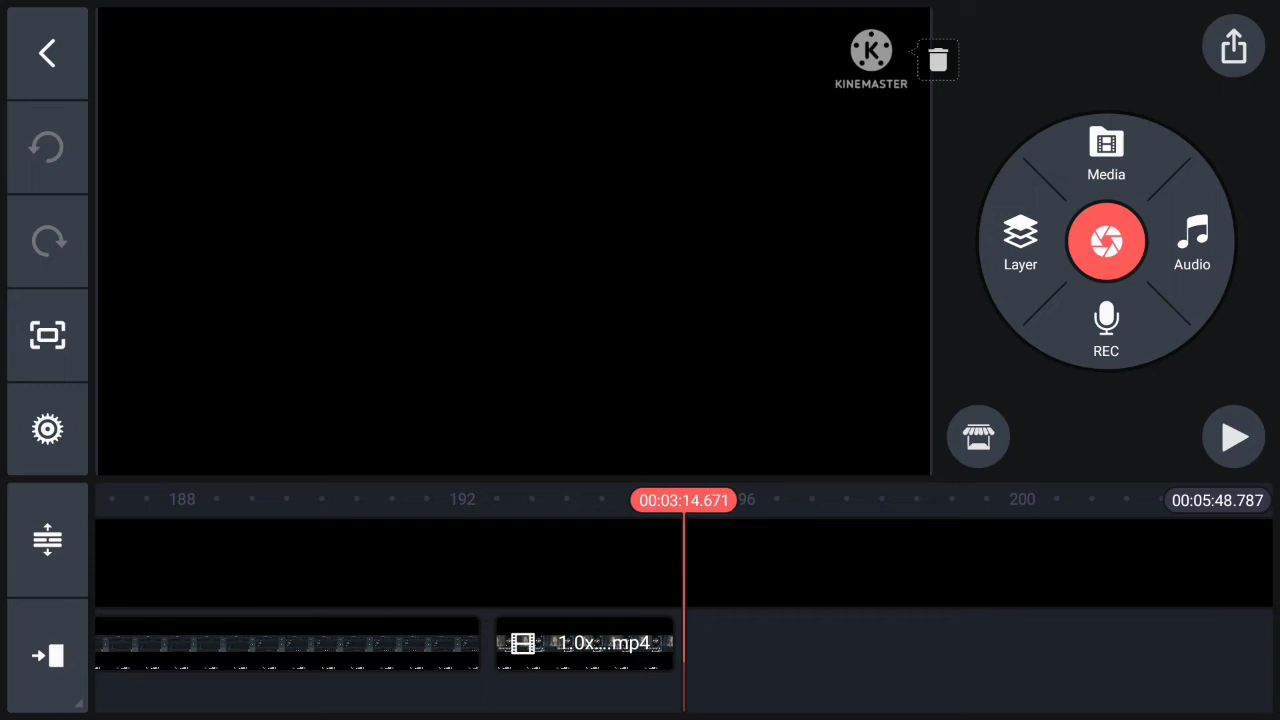 KINEMASTER
Media
Layer
Audio
REC
188
192
00:03:14.671
96
200
00:05:48.787
1.0x....mp4